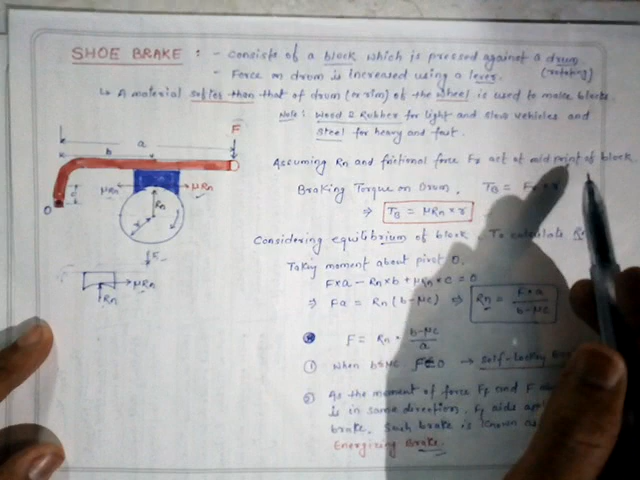 SHOE BRAKE : - Consists of a block which is pressed against a drum
- Force on drum is increased using a lever. (rotating)
↳ A material softer than that of drum (or rim) of the wheel is used to make blocks.
Note: Wood & Rubber for light and slow vehicles and
Steel for heavy and fast.
F
a
b
Assuming Rn and frictional force Fr act at mid point of block
μRn
μRn
c
O
Rn
r
Braking Torque on Drum, TB = F
⇒ TB = μRn × r
Considering equilibrium of block To calculate Rn
Taking moment about pivot O,
F×a - Rn×b + μRn×c = 0
⇒ Fa = Rn (b-μc) ⇒ Rn = F×a / b-μc
μRn
Rn
F = Rn · b-μc / a
① When b≤μc F≤0 → Self-locking
② As the moment of force Ff and F
is in same direction. Ff aids
brake. Such brake is known as
Energizing Brake.